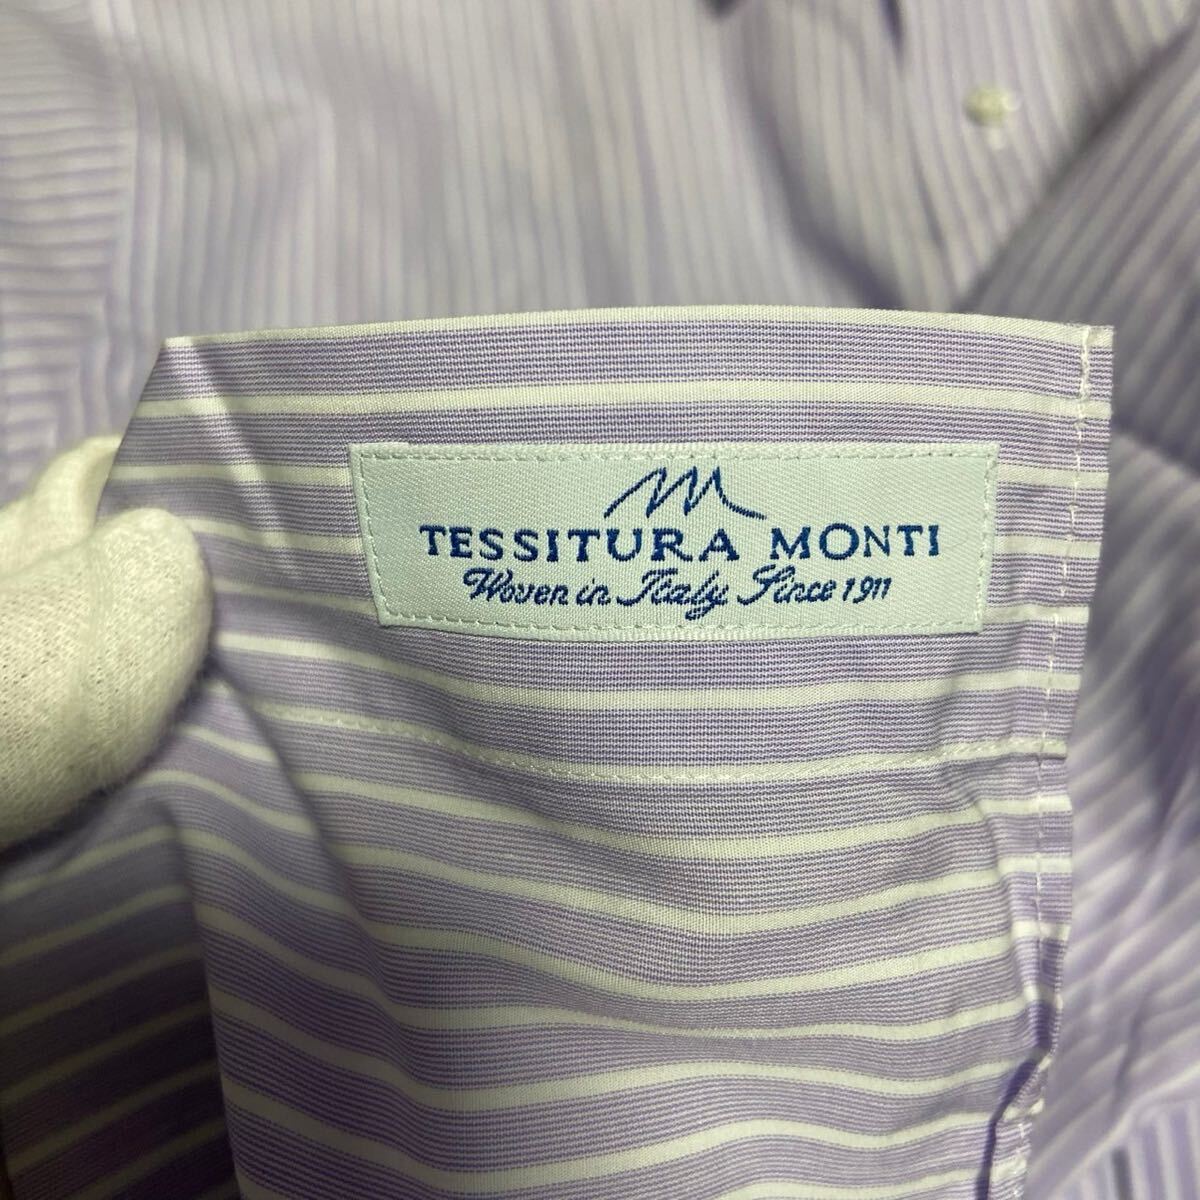 TESSITURA MONTI
Woven in Italy Since 1911